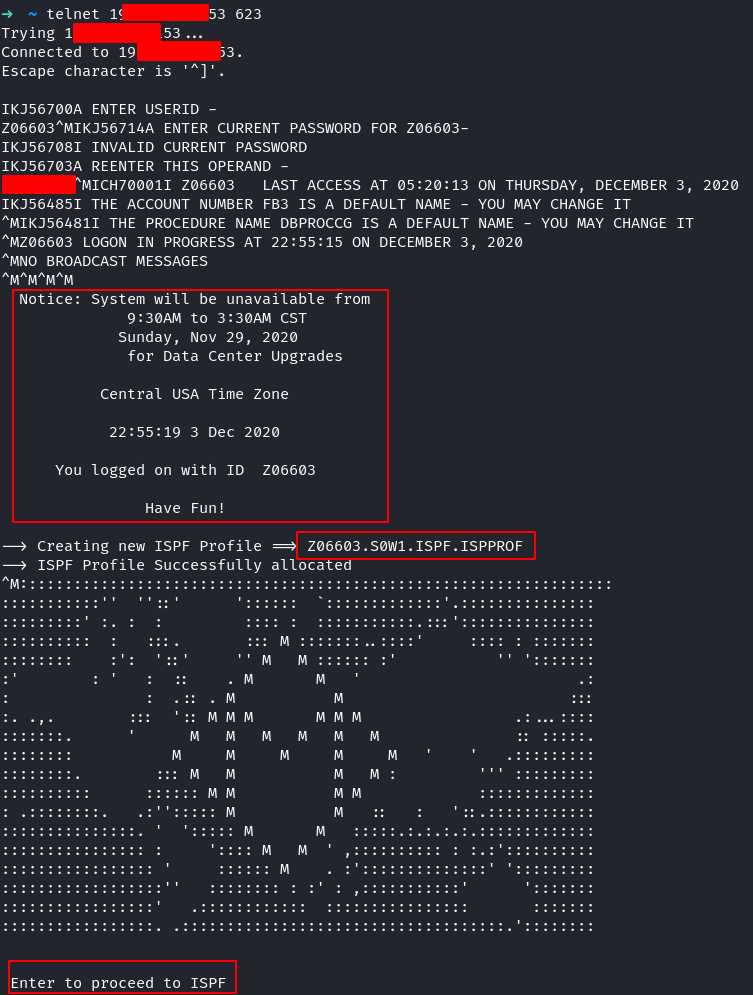 → ~ telnet 19 53 623
Trying 1 .53...
Connected to 19 53.
Escape character is '^]'.
IKJ56700A ENTER USERID -
Z06603^MIKJ56714A ENTER CURRENT PASSWORD FOR Z06603-
IKJ56708I INVALID CURRENT PASSWORD
IKJ56703A REENTER THIS OPERAND -
^MICH70001I Z06603   LAST ACCESS AT 05:20:13 ON THURSDAY, DECEMBER 3, 2020
IKJ56485I THE ACCOUNT NUMBER FB3 IS A DEFAULT NAME - YOU MAY CHANGE IT
^MIKJ56481I THE PROCEDURE NAME DBPROCCG IS A DEFAULT NAME - YOU MAY CHANGE IT
^MZ06603 LOGON IN PROGRESS AT 22:55:15 ON DECEMBER 3, 2020
^MNO BROADCAST MESSAGES
^M^M^M^M
Notice: System will be unavailable from
9:30AM to 3:30AM CST
Sunday, Nov 29, 2020
for Data Center Upgrades
Central USA Time Zone
22:55:19 3 Dec 2020
You logged on with ID  Z06603
Have Fun!
--> Creating new ISPF Profile ==> Z06603.S0W1.ISPF.ISPPROF
--> ISPF Profile Successfully allocated
Enter to proceed to ISPF